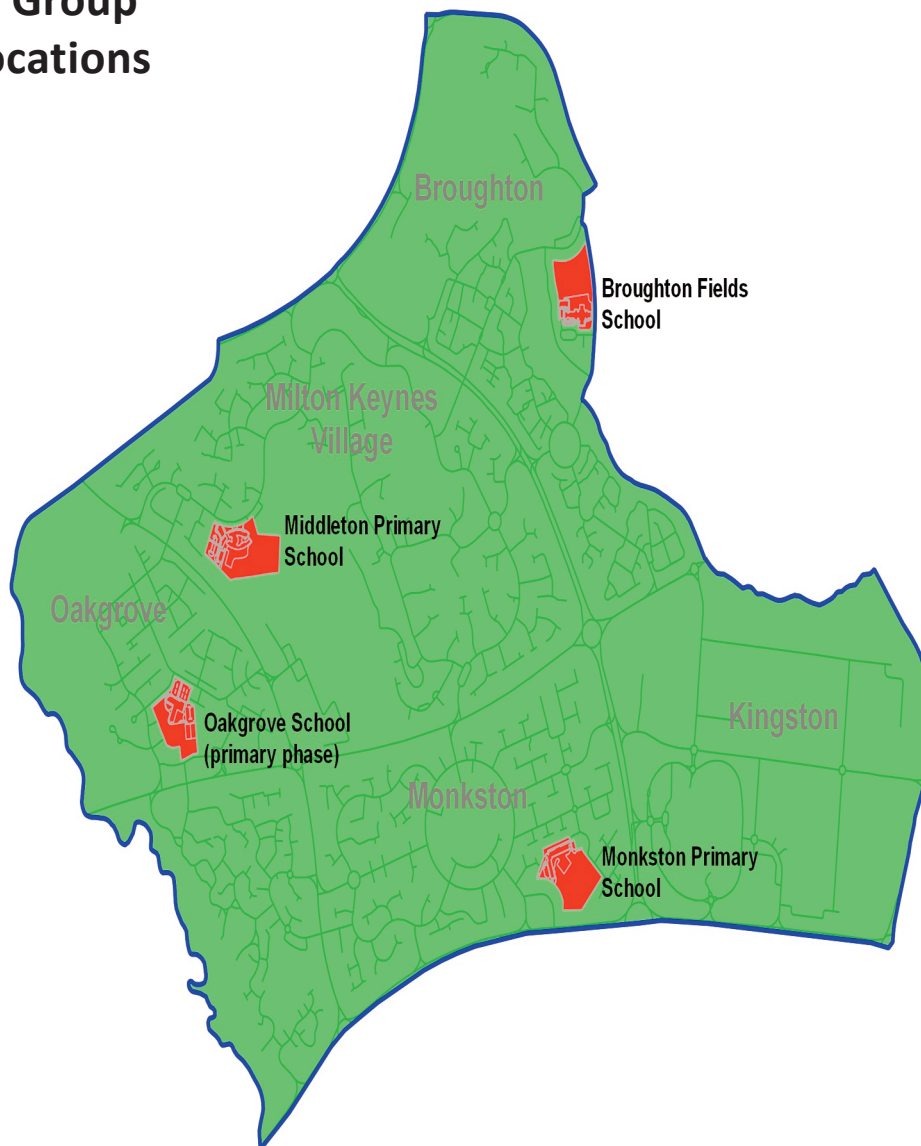 Group
ocations
Broughton
Broughton Fields
School
Milton Keynes
Village
Middleton Primary
School
Oakgrove
Oakgrove School
(primary phase)
Kingston
Monkston
Monkston Primary
School